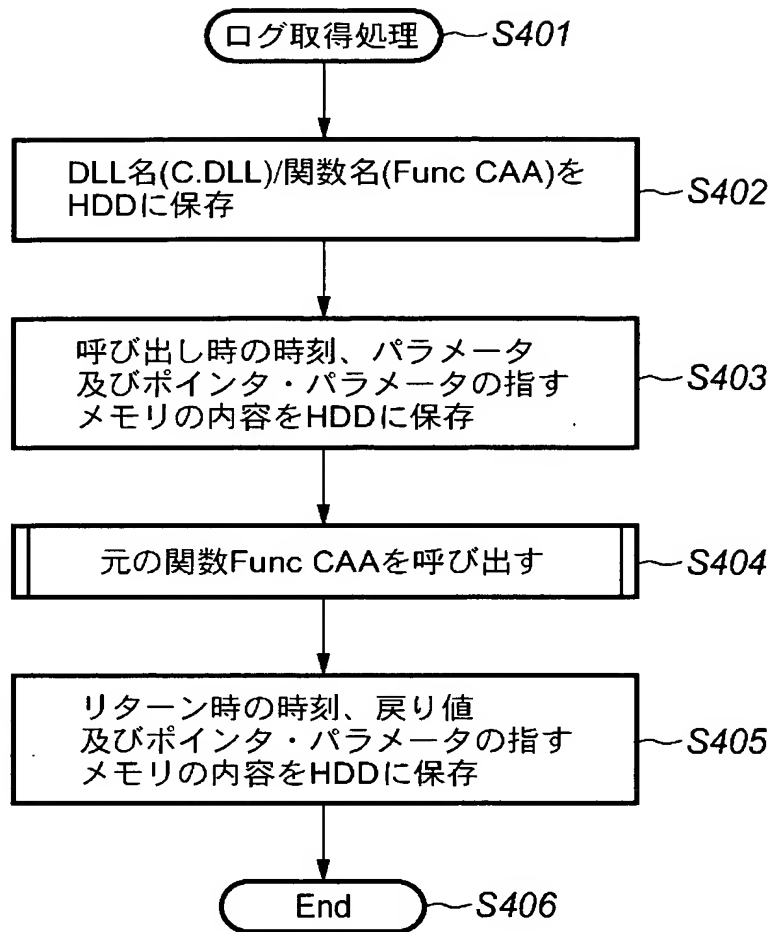 ログ取得処理
S401
DLL名(C.DLL)/関数名(Func CAA)を
HDDに保存
S402
呼び出し時の時刻、パラメータ
及びポインタ・パラメータの指す
メモリの内容をHDDに保存
S403
元の関数Func CAAを呼び出す
S404
リターン時の時刻、戻り値
及びポインタ・パラメータの指す
メモリの内容をHDDに保存
S405
End
S406